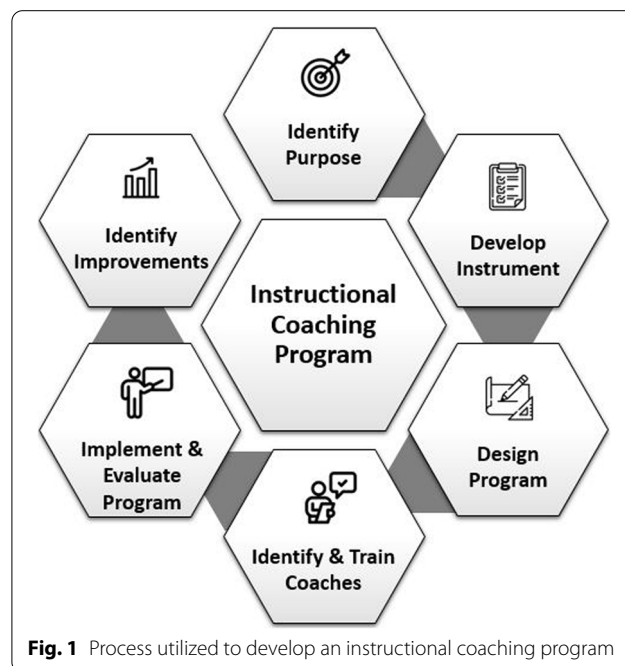 Identify
Purpose
Develop
Instrument
Design
Program
Identify & Train
Coaches
Implement &
Evaluate
Program
Identify
Improvements
Instructional
Coaching
Program
Fig. 1 Process utilized to develop an instructional coaching program